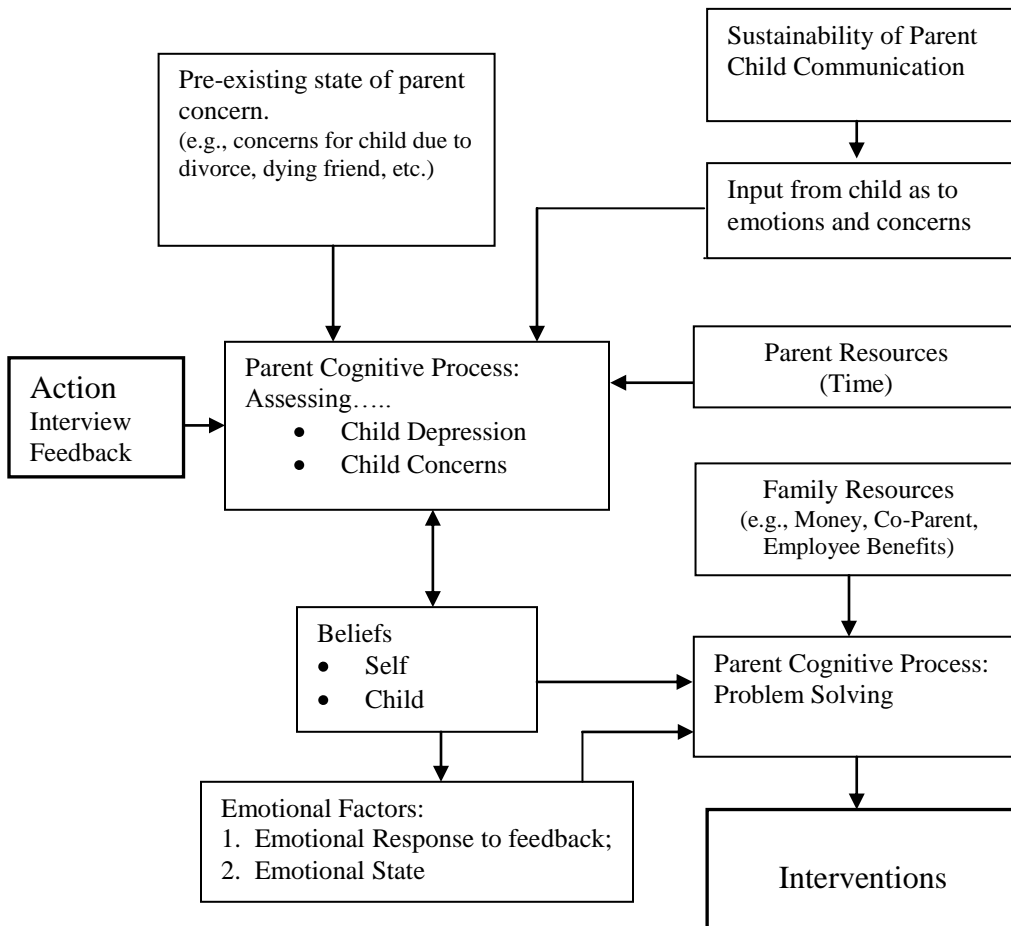 Sustainability of Parent
Child Communication
Pre-existing state of parent
concern.
(e.g., concerns for child due to
divorce, dying friend, etc.)
Input from child as to
emotions and concerns
Parent Cognitive Process:
Assessing…..
• Child Depression
• Child Concerns
Parent Resources
(Time)
Action
Interview
Feedback
Family Resources
(e.g., Money, Co-Parent,
Employee Benefits)
Beliefs
• Self
• Child
Parent Cognitive Process:
Problem Solving
Emotional Factors:
1. Emotional Response to feedback;
2. Emotional State
Interventions